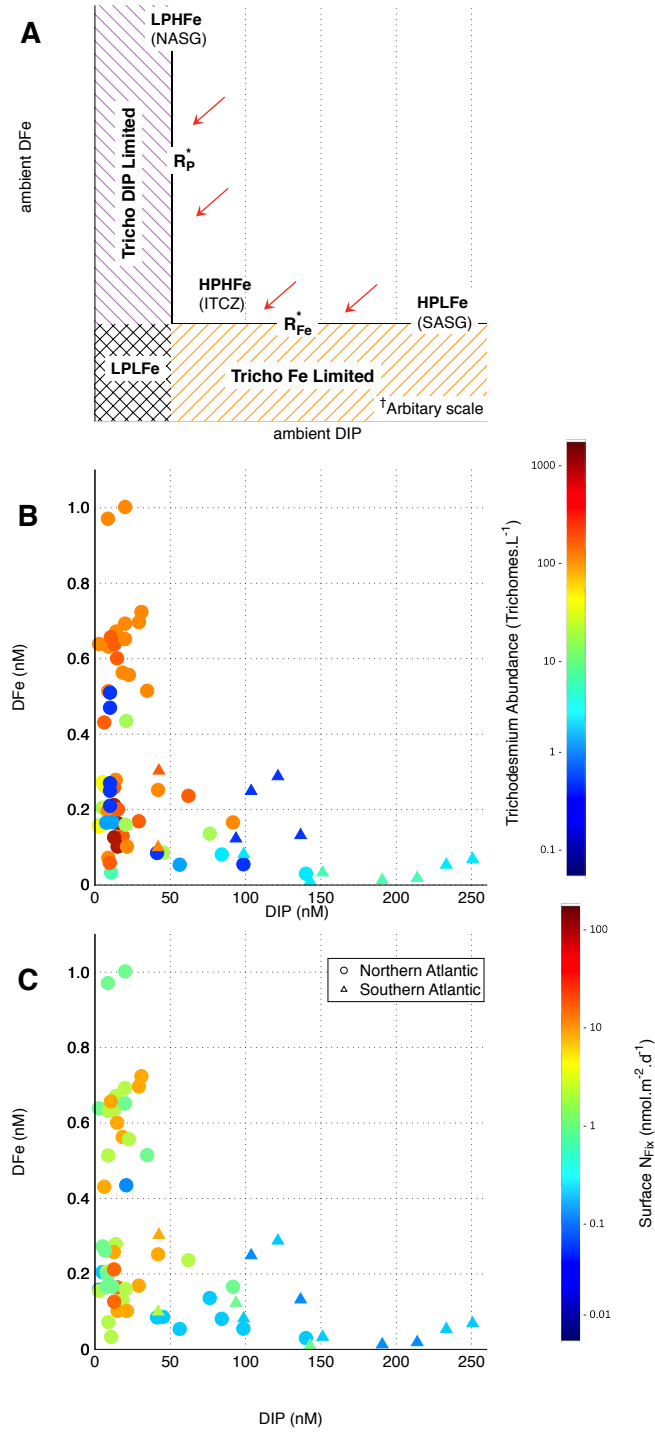 A
LPHFe
(NASG)
ambient DFe
Tricho DIP Limited
R*P
HPHFe
(ITCZ)
HPLFe
(SASG)
R*Fe
LPLFe
Tricho Fe Limited
†Arbitary scale
ambient DIP
B
1.0
0.8
0.6
0.4
0.2
0
DFe (nM)
0
50
100
150
200
250
DIP (nM)
1000
100
10
1
0.1
Trichodesmium Abundance (Trichomes.L-1)
C
Northern Atlantic
Southern Atlantic
1.0
0.8
0.6
0.4
0.2
0
DFe (nM)
0
50
100
150
200
250
DIP (nM)
100
10
1
0.1
0.01
Surface NFix (nmol.m-2.d-1)